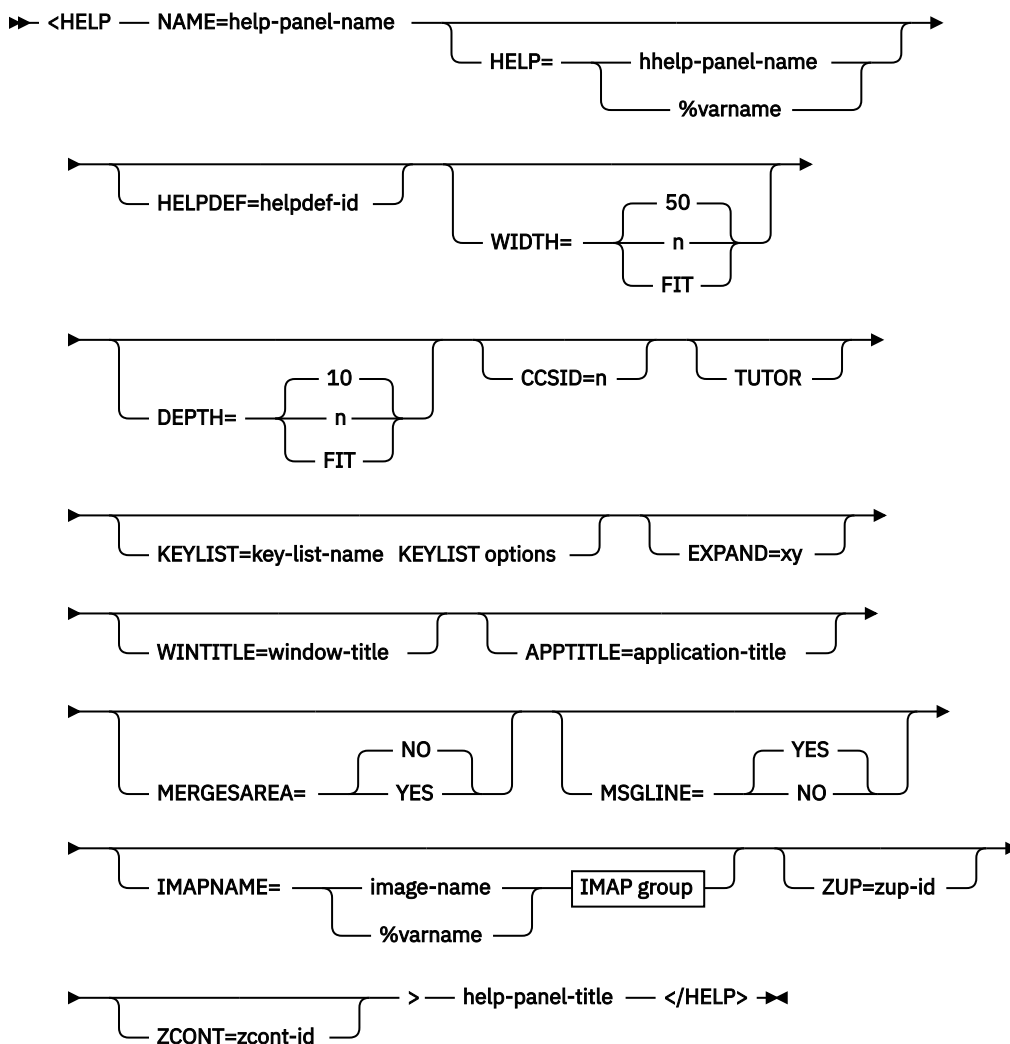 <HELP NAME=help-panel-name
HELP= hhelp-panel-name
%varname
HELPDEF=helpdef-id
50
WIDTH= n
FIT
10
DEPTH= n
FIT
CCSID=n
TUTOR
KEYLIST=key-list-name KEYLIST options
EXPAND=xy
WINTITLE=window-title
APPTITLE=application-title
NO
MERGESAREA= YES
YES
MSGLINE= NO
IMAPNAME= image-name IMAP group
%varname
ZUP=zup-id
ZCONT=zcont-id
> help-panel-title </HELP>